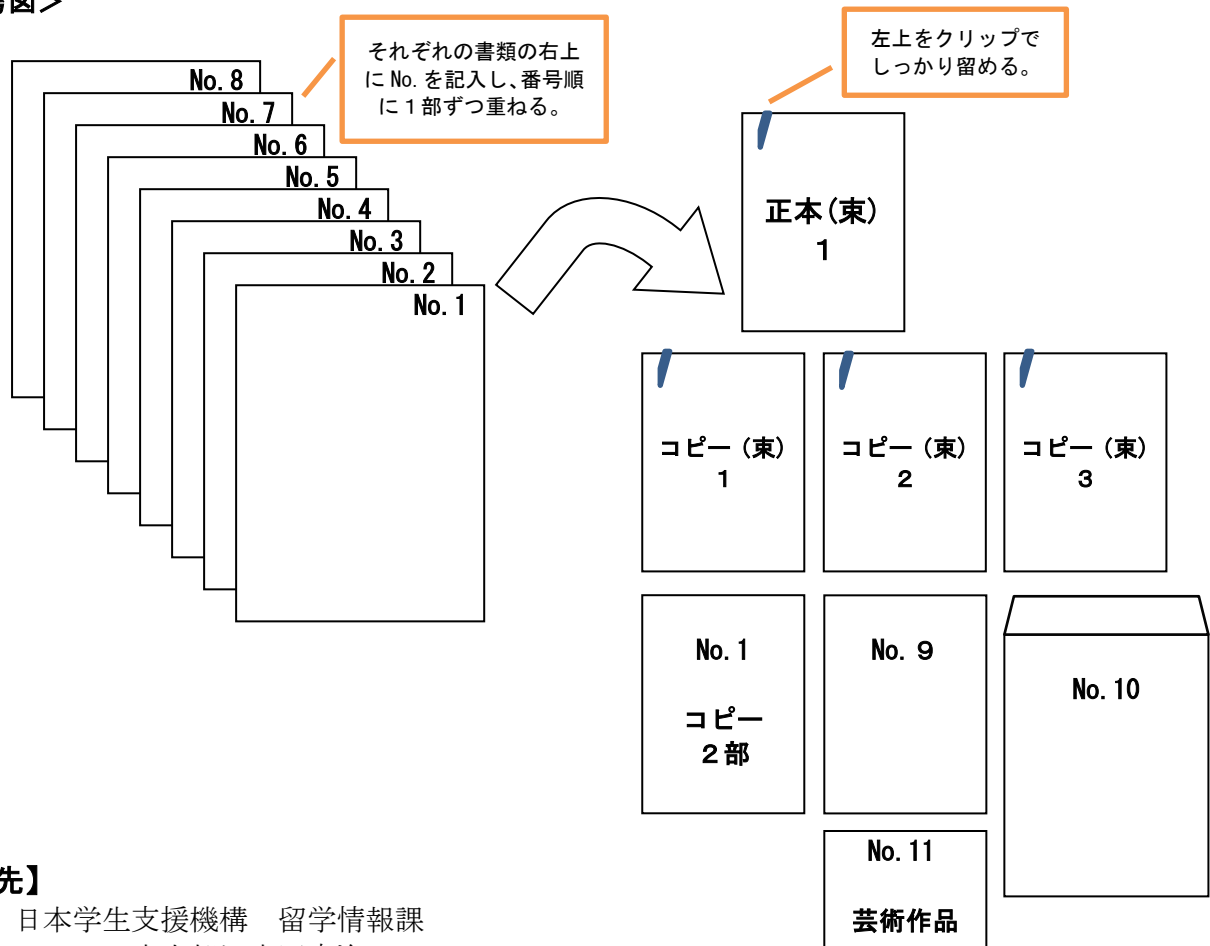 図＞
それぞれの書類の右上
に No. を記入し、番号順
に１部ずつ重ねる。
左上をクリップで
しっかり留める。
No. 8
No. 7
No. 6
No. 5
No. 4
No. 3
No. 2
No. 1
正本（束）
１
コピー（束）
１
コピー（束）
２
コピー（束）
３
No. 1
コピー
２部
No. ９
No. 10
No. 11
芸術作品
先】
日本学生支援機構　留学情報課